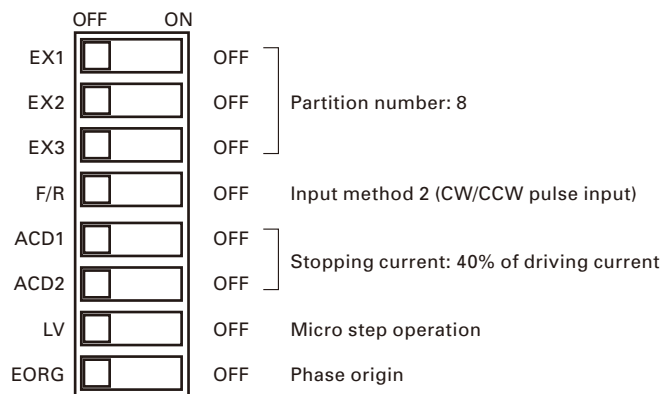 OFF ON
EX1 OFF
EX2 OFF Partition number: 8
EX3 OFF
F/R OFF Input method 2 (CW/CCW pulse input)
ACD1 OFF
Stopping current: 40% of driving current
ACD2 OFF
LV OFF Micro step operation
EORG OFF Phase origin